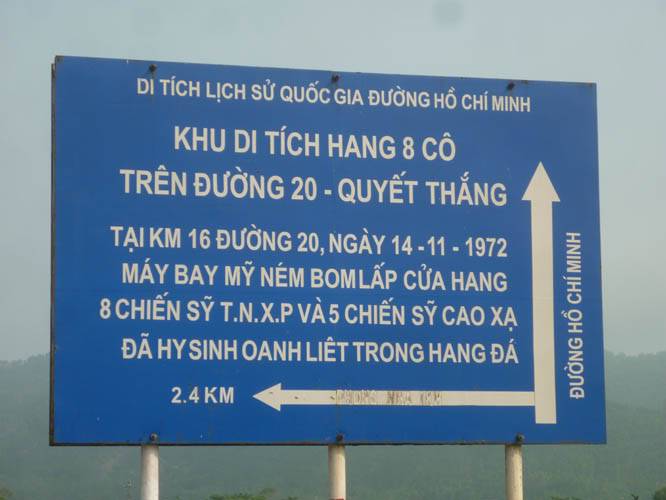 DI TÍCH LỊCH SỬ QUỐC GIA ĐƯỜNG HỒ CHÍ MINH
KHU DI TÍCH HANG 8 CÔ
TRÊN ĐƯỜNG 20 - QUYẾT THẮNG
TẠI KM 16 ĐƯỜNG 20, NGÀY 14 -11 - 1972
MÁY BAY MỸ NÉM BOM LẤP CỬA HANG
8 CHIẾN SỸ T.N.X.P VÀ 5 CHIẾN SỸ CAO XẠ
ĐÃ HY SINH OANH LIÊT TRONG HANG ĐÁ
2.4 KM
ĐƯỜNG HỒ CHÍ MINH